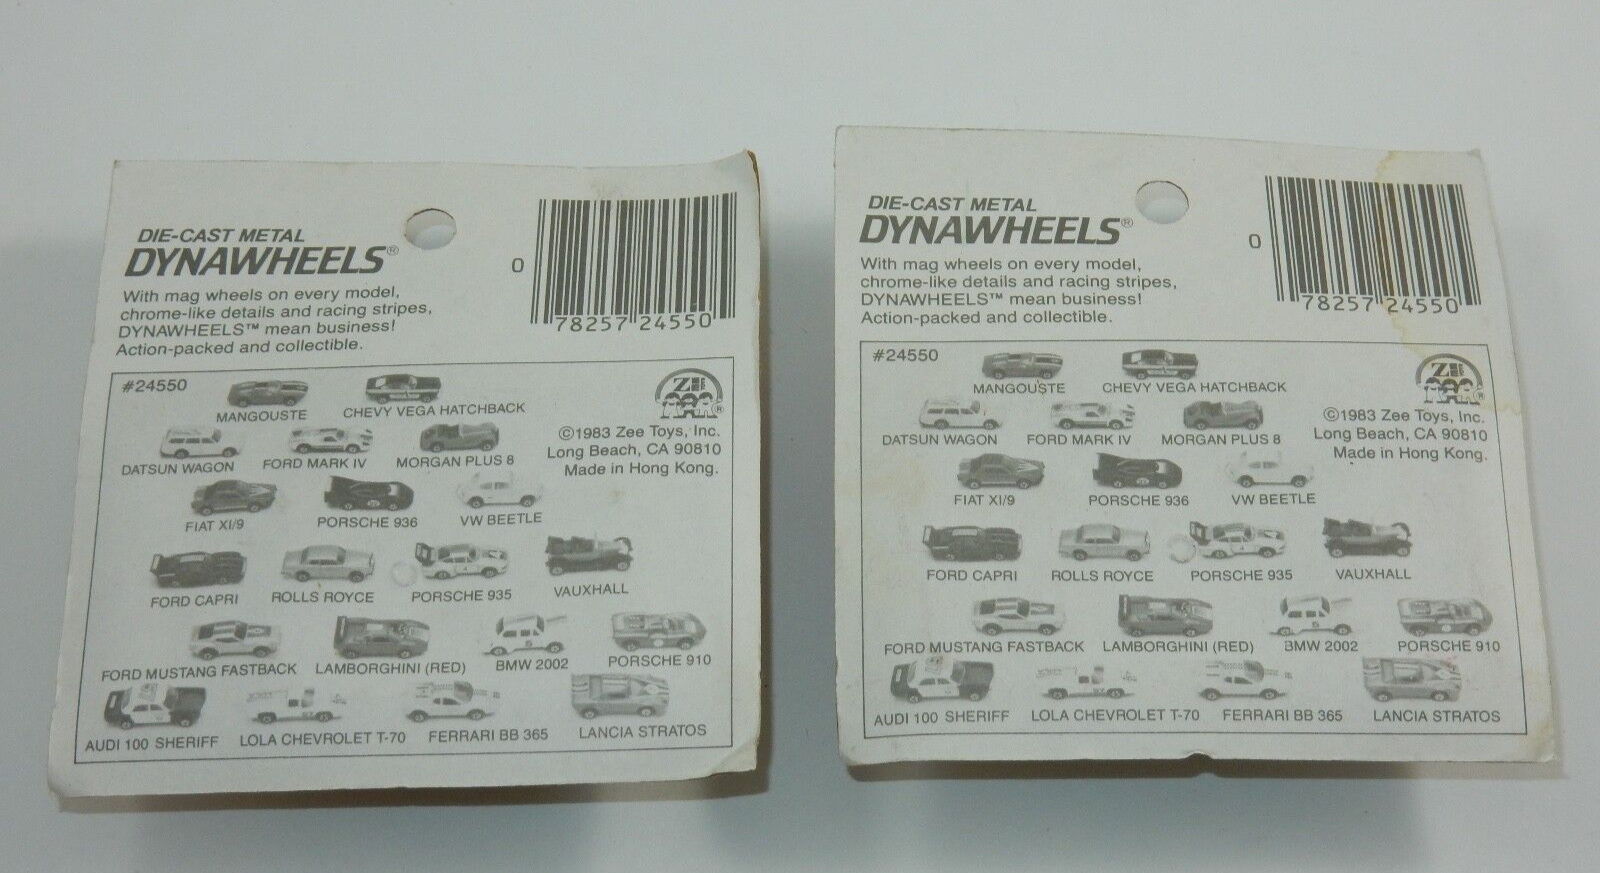 DIE-CAST METAL
DYNAWHEELS®
With mag wheels on every model,
chrome-like details and racing stripes,
DYNAWHEELS™ mean business!
Action-packed and collectible.
0
78257 24550
#24550
ZEE
®
MANGOUSTE
CHEVY VEGA HATCHBACK
©1983 Zee Toys, Inc.
Long Beach, CA 90810
Made in Hong Kong.
DATSUN WAGON
FORD MARK IV
MORGAN PLUS 8
FIAT XI/9
PORSCHE 936
VW BEETLE
FORD CAPRI
ROLLS ROYCE
PORSCHE 935
VAUXHALL
FORD MUSTANG FASTBACK
LAMBORGHINI (RED)
BMW 2002
PORSCHE 910
AUDI 100 SHERIFF
LOLA CHEVROLET T-70
FERRARI BB 365
LANCIA STRATOS
DIE-CAST METAL
DYNAWHEELS®
With mag wheels on every model,
chrome-like details and racing stripes,
DYNAWHEELS™ mean business!
Action-packed and collectible.
0
78257 24550
#24550
ZEE
®
MANGOUSTE
CHEVY VEGA HATCHBACK
©1983 Zee Toys, Inc.
Long Beach, CA 90810
Made in Hong Kong.
DATSUN WAGON
FORD MARK IV
MORGAN PLUS 8
FIAT XI/9
PORSCHE 936
VW BEETLE
FORD CAPRI
ROLLS ROYCE
PORSCHE 935
VAUXHALL
FORD MUSTANG FASTBACK
LAMBORGHINI (RED)
BMW 2002
PORSCHE 910
AUDI 100 SHERIFF
LOLA CHEVROLET T-70
FERRARI BB 365
LANCIA STRATOS